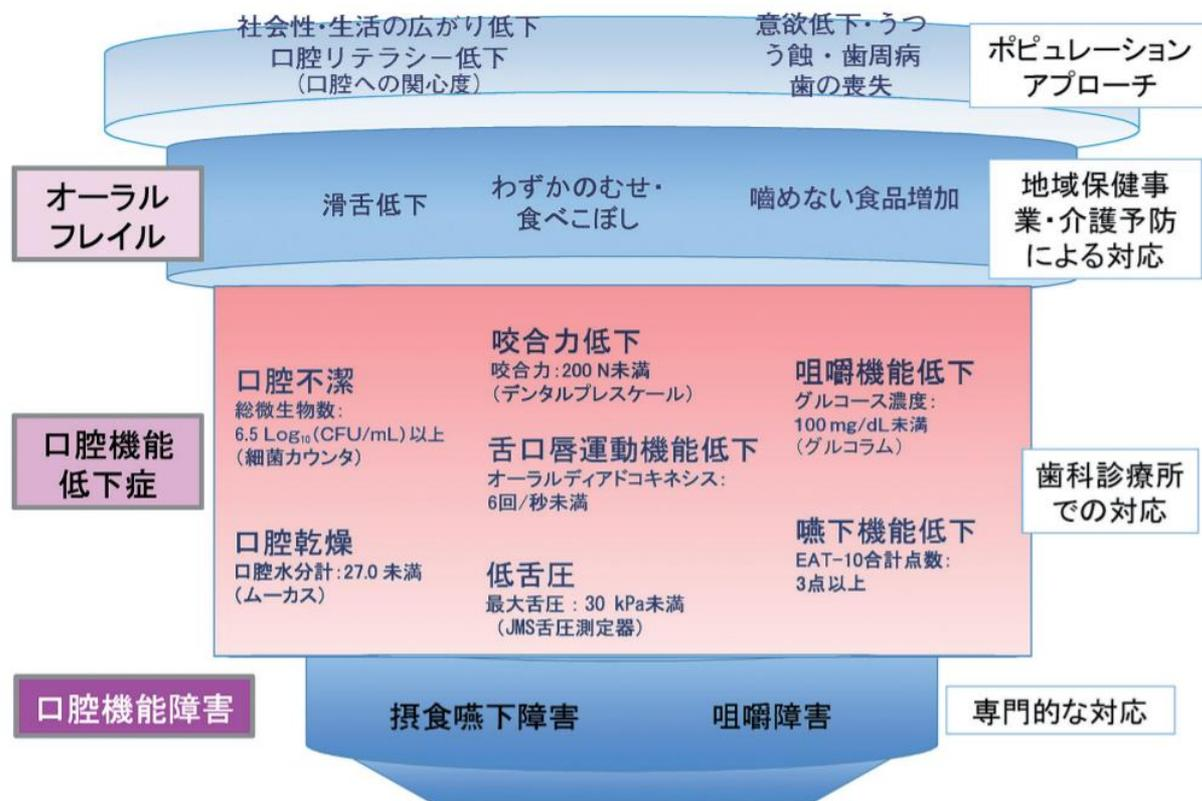 社会性・生活の広がり低下
口腔リテラシー低下
(口腔への関心度)
意欲低下・うつ
う蝕・歯周病
歯の喪失
ポピュレーション
アプローチ
オーラル
フレイル
滑舌低下
わずかのむせ・
食べこぼし
嚙めない食品増加
地域保健事
業・介護予防
による対応
口腔機能
低下症
口腔不潔
総微生物数:
6.5 Log₁₀(CFU/mL)以上
(細菌カウンタ)
口腔乾燥
口腔水分計:27.0 未満
(ムーカス)
咬合力低下
咬合力:200 N未満
(デンタルプレスケール)
舌口唇運動機能低下
オーラルディアドコキネシス:
6回/秒未満
低舌圧
最大舌圧:30 kPa未満
(JMS舌圧測定器)
咀嚼機能低下
グルコース濃度:
100 mg/dL未満
(グルコラム)
嚥下機能低下
EAT-10合計点数:
3点以上
歯科診療所
での対応
口腔機能障害
摂食嚥下障害
咀嚼障害
専門的な対応